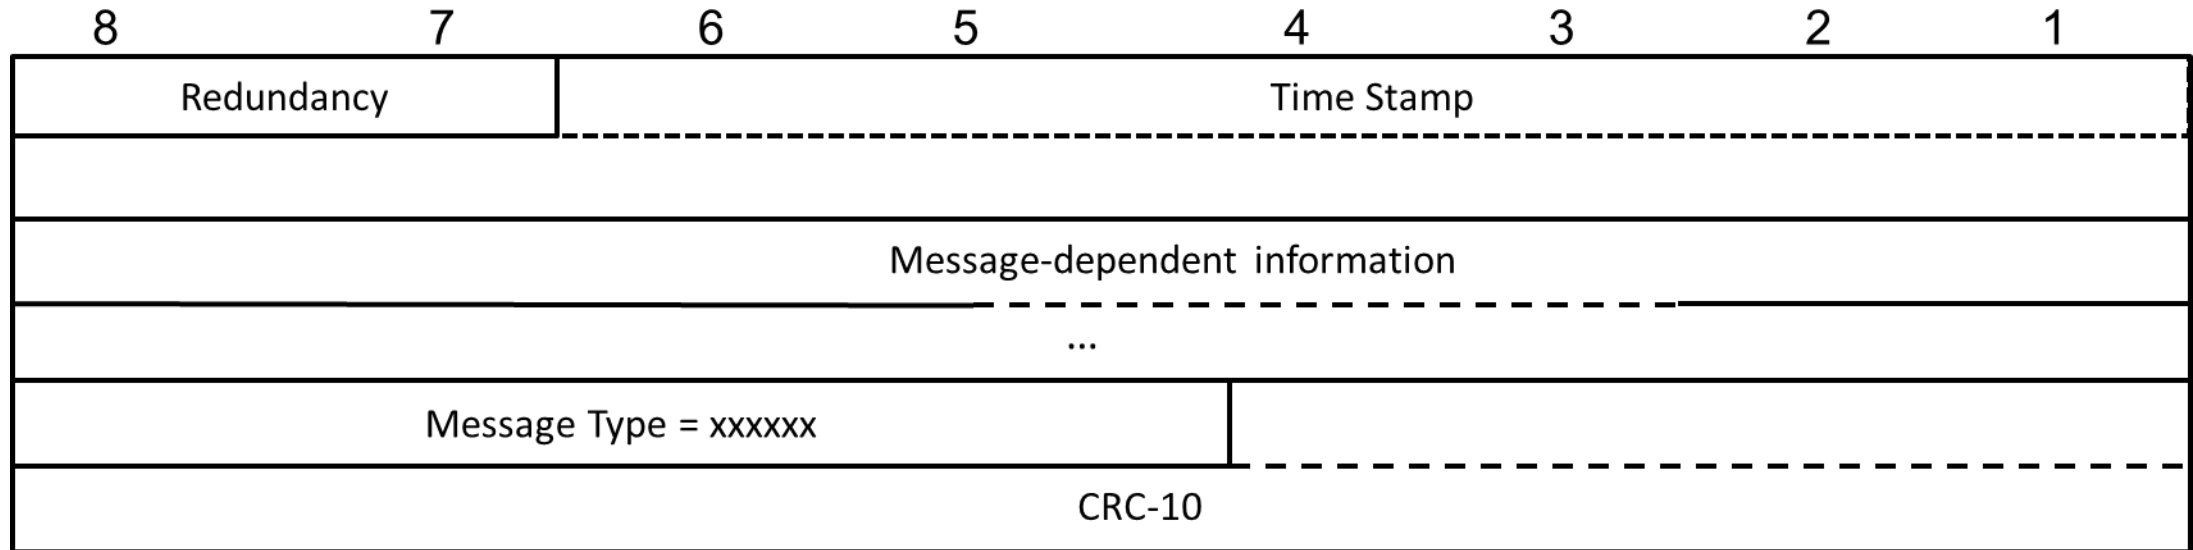 8 7 6 5 4 3 2 1
Redundancy Time Stamp
Message-dependent information
...
Message Type = xxxxxx
CRC-10